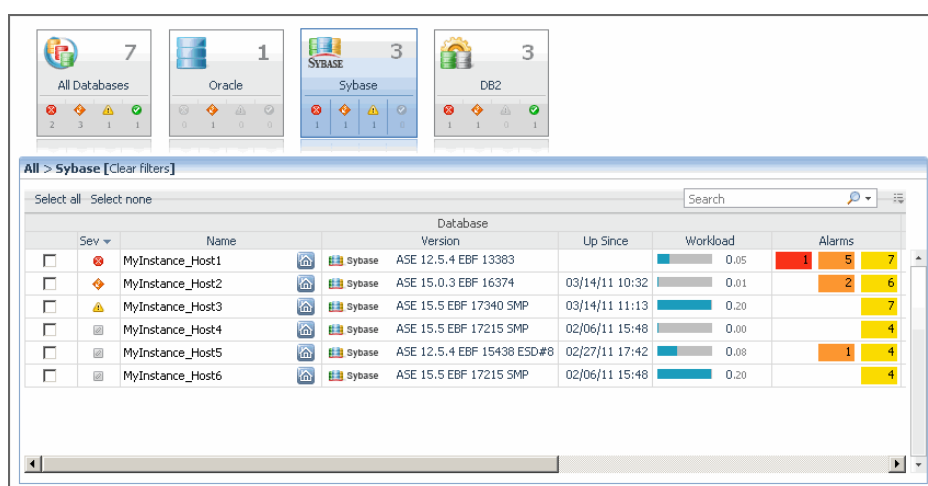 7 1 3 3
SYBASE
All Databases Oracle Sybase DB2
2 3 1 1 0 1 0 0 1 1 1 0 1 1 0 1
All > Sybase [Clear filters]
Select all Select none Search
Database
Sev Name Version Up Since Workload Alarms
MyInstance_Host1 Sybase ASE 12.5.4 EBF 13383 0.05 1 5 7
MyInstance_Host2 Sybase ASE 15.0.3 EBF 16374 03/14/11 10:32 0.01 2 6
MyInstance_Host3 Sybase ASE 15.5 EBF 17340 SMP 03/14/11 11:13 0.20 7
MyInstance_Host4 Sybase ASE 15.5 EBF 17215 SMP 02/06/11 15:48 0.00 4
MyInstance_Host5 Sybase ASE 12.5.4 EBF 15438 ESD#8 02/27/11 17:42 0.08 1 4
MyInstance_Host6 Sybase ASE 15.5 EBF 17215 SMP 02/06/11 15:48 0.20 4